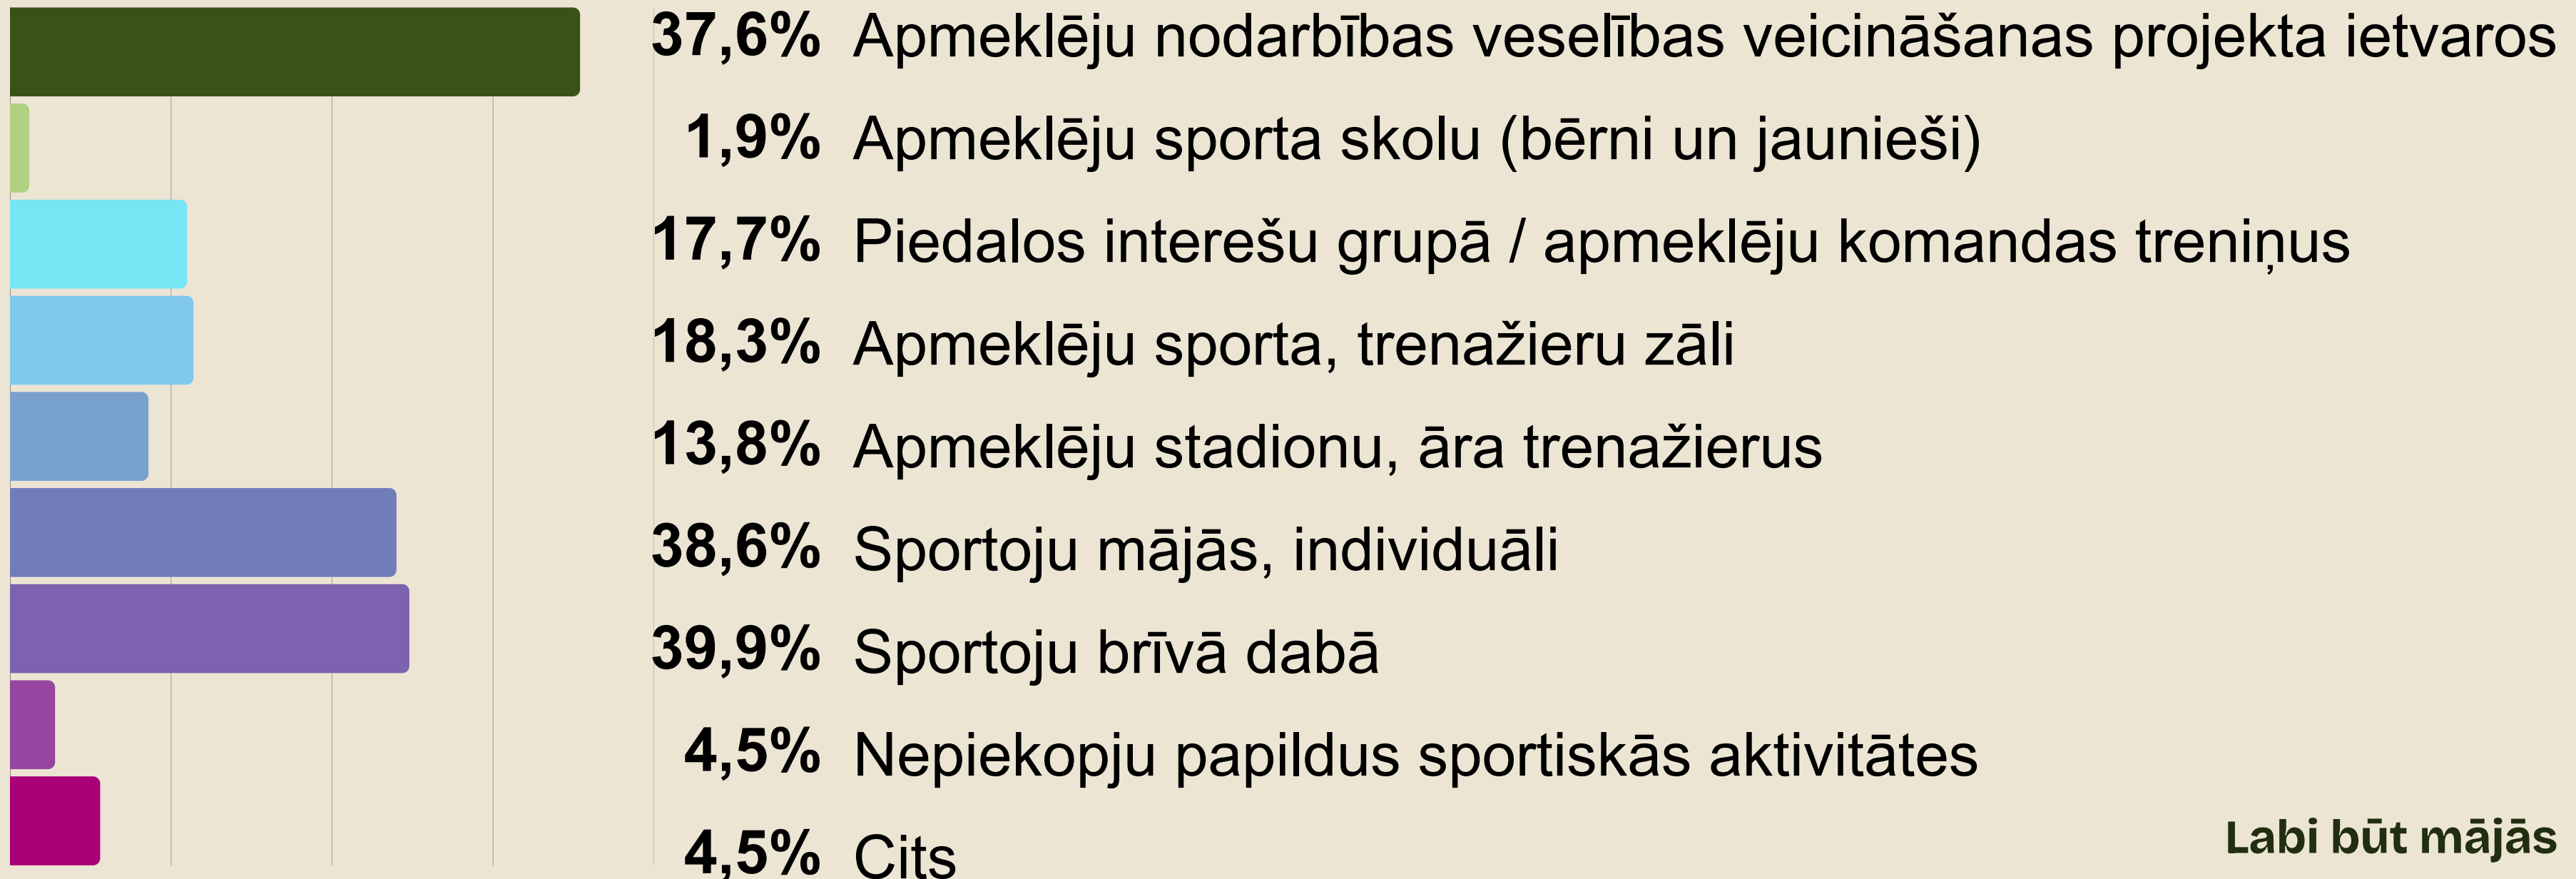 37,6% Apmeklēju nodarbības veselības veicināšanas projekta ietvaros
1,9% Apmeklēju sporta skolu (bērni un jaunieši)
17,7% Piedalos interešu grupā / apmeklēju komandas treniņus
18,3% Apmeklēju sporta, trenažieru zāli
13,8% Apmeklēju stadionu, āra trenažierus
38,6% Sportoju mājās, individuāli
39,9% Sportoju brīvā dabā
4,5% Nepiekopju papildus sportiskās aktivitātes
4,5% Cits
Labi būt mājās